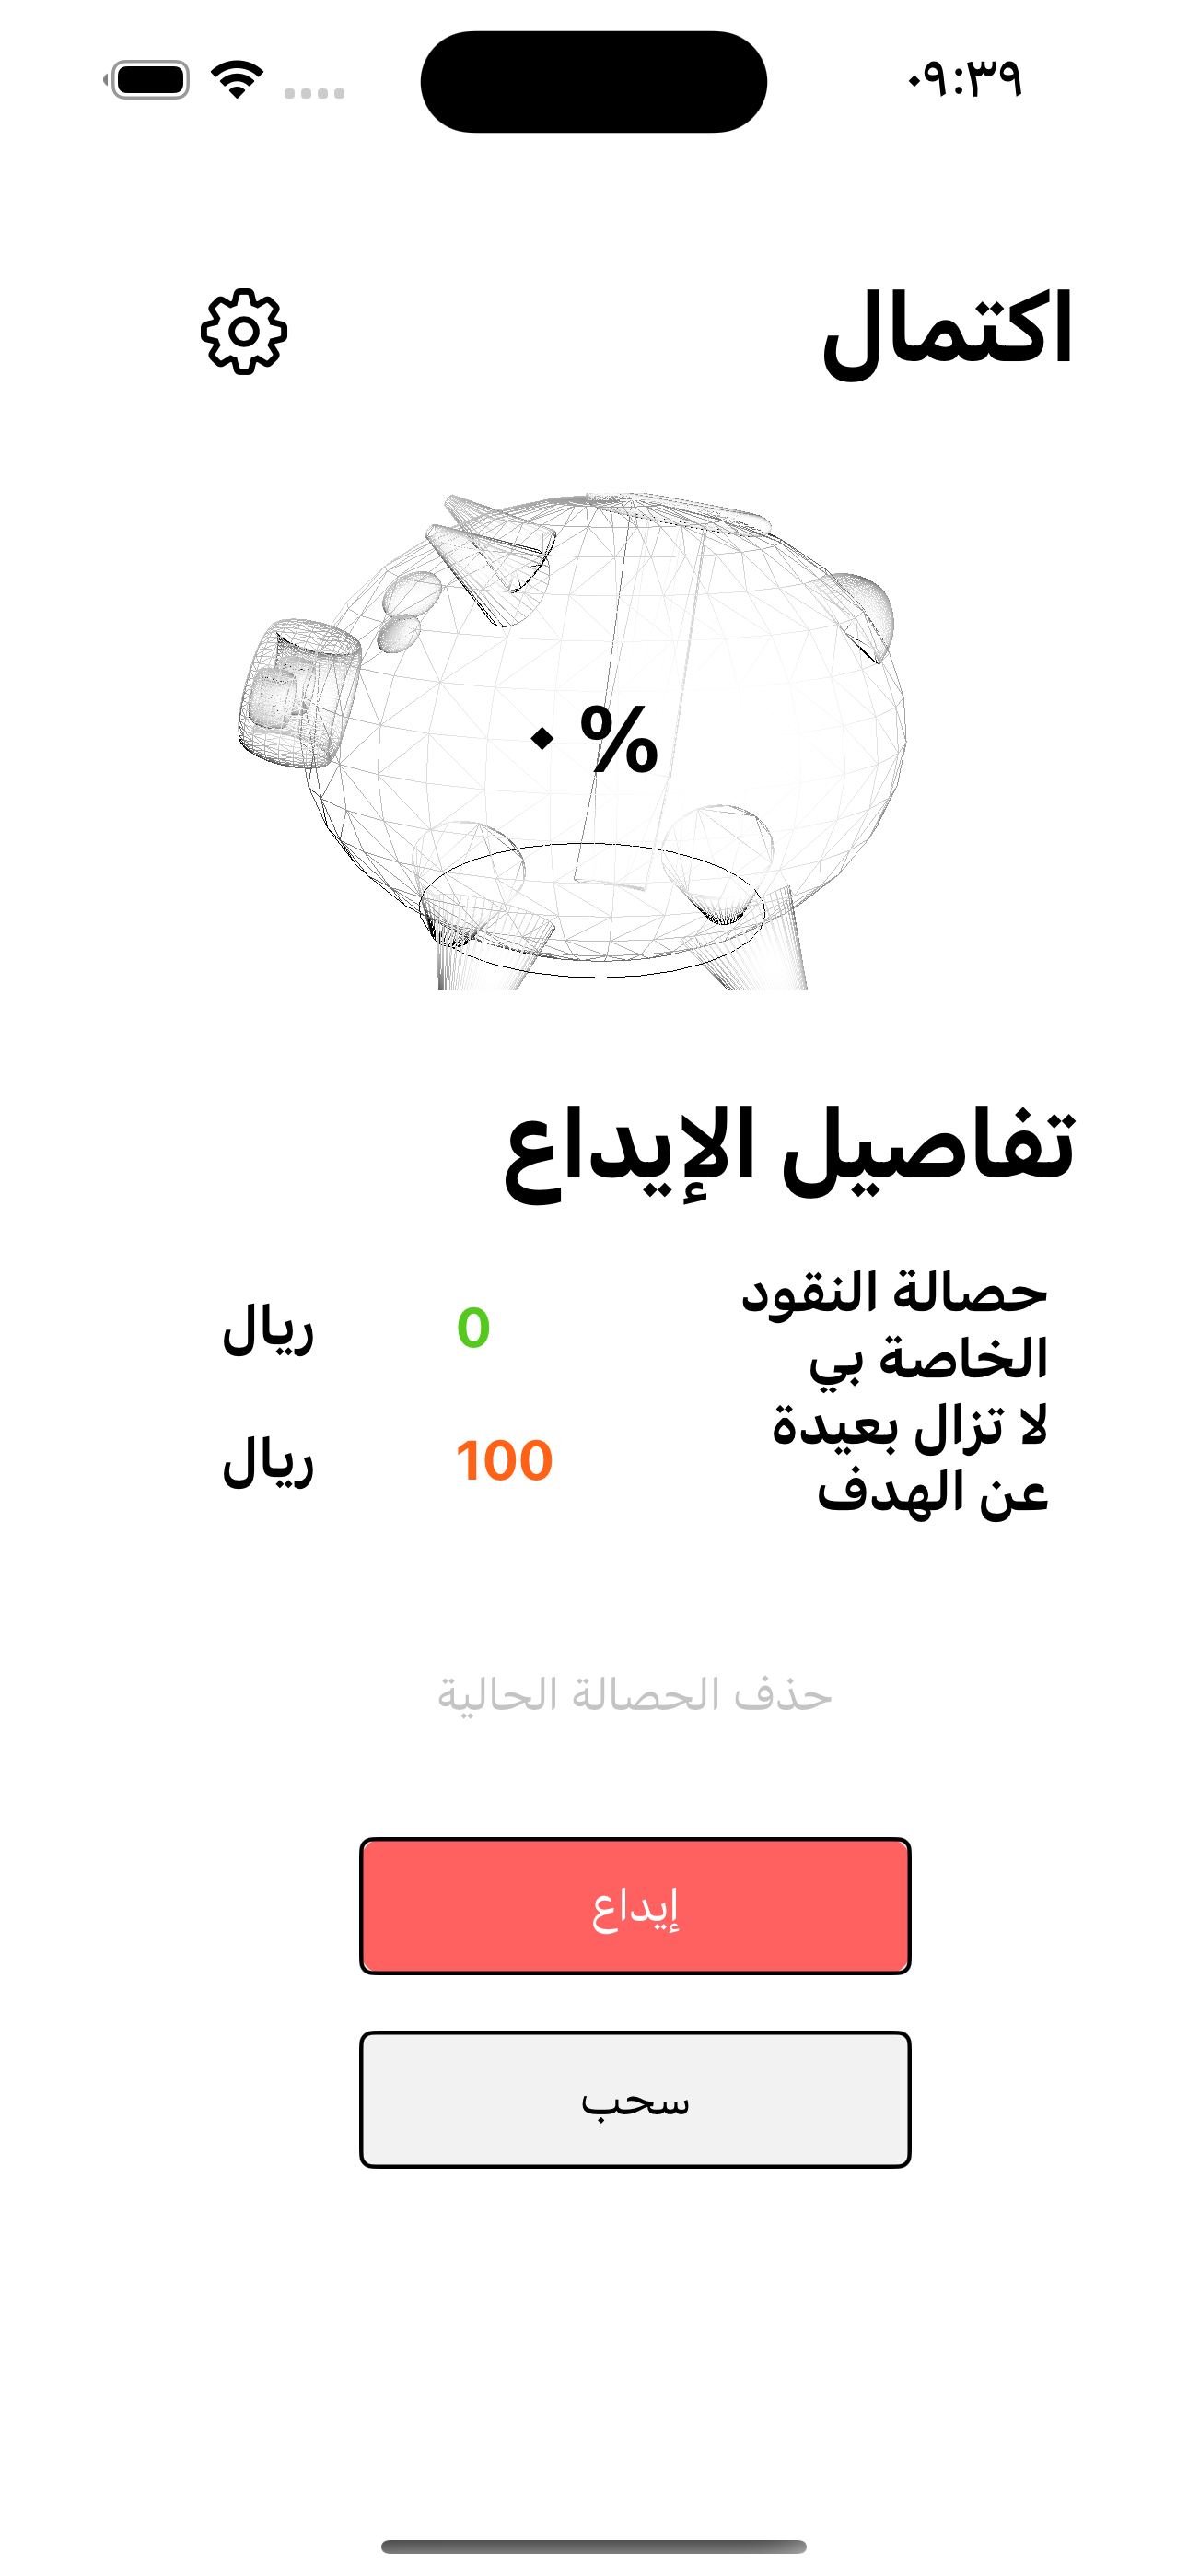 ٠٩:٣٩
اكتمال
٠ %
تفاصيل الإيداع
حصالة النقود
الخاصة بي
0
ريال
لا تزال بعيدة
عن الهدف
100
ريال
حذف الحصالة الحالية
إيداع
سحب